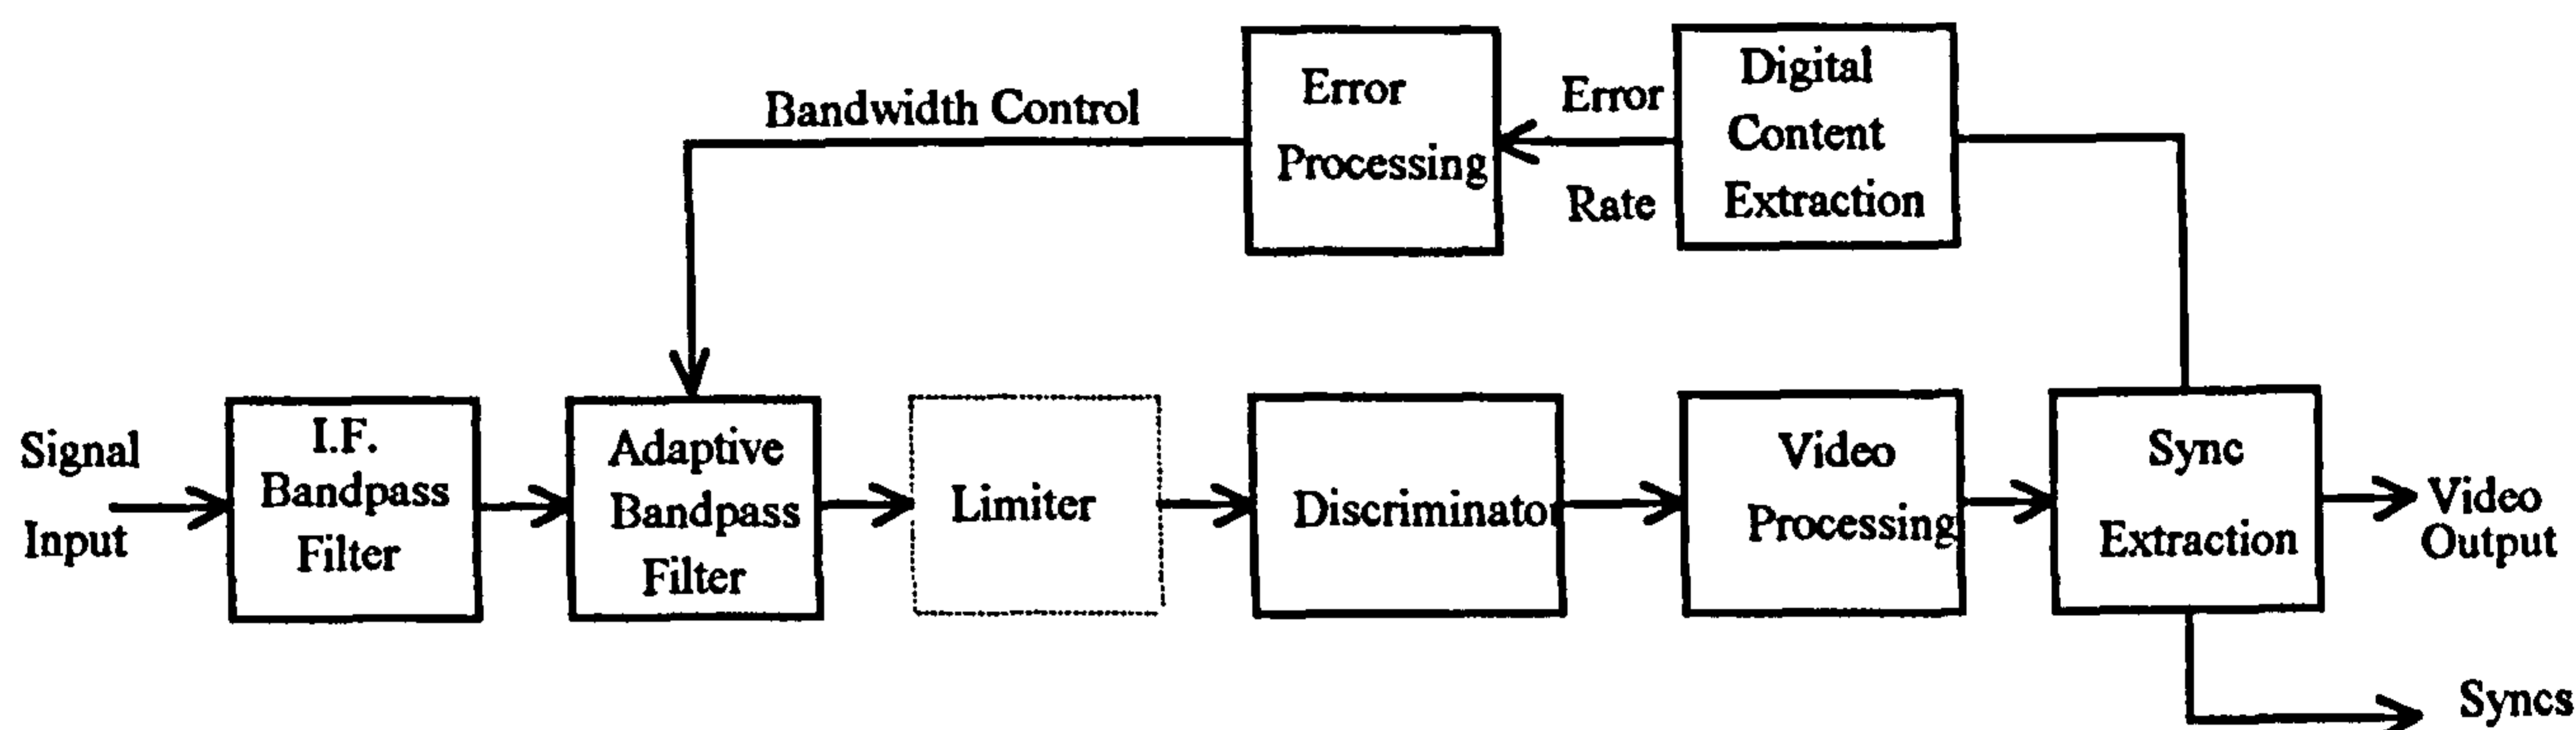 Bandwidth Control
Error
Processing
Error
Rate
Digital
Content
Extraction
Signal
Input
I.F.
Bandpass
Filter
Adaptive
Bandpass
Filter
Limiter
Discriminator
Video
Processing
Sync
Extraction
Video
Output
Syncs